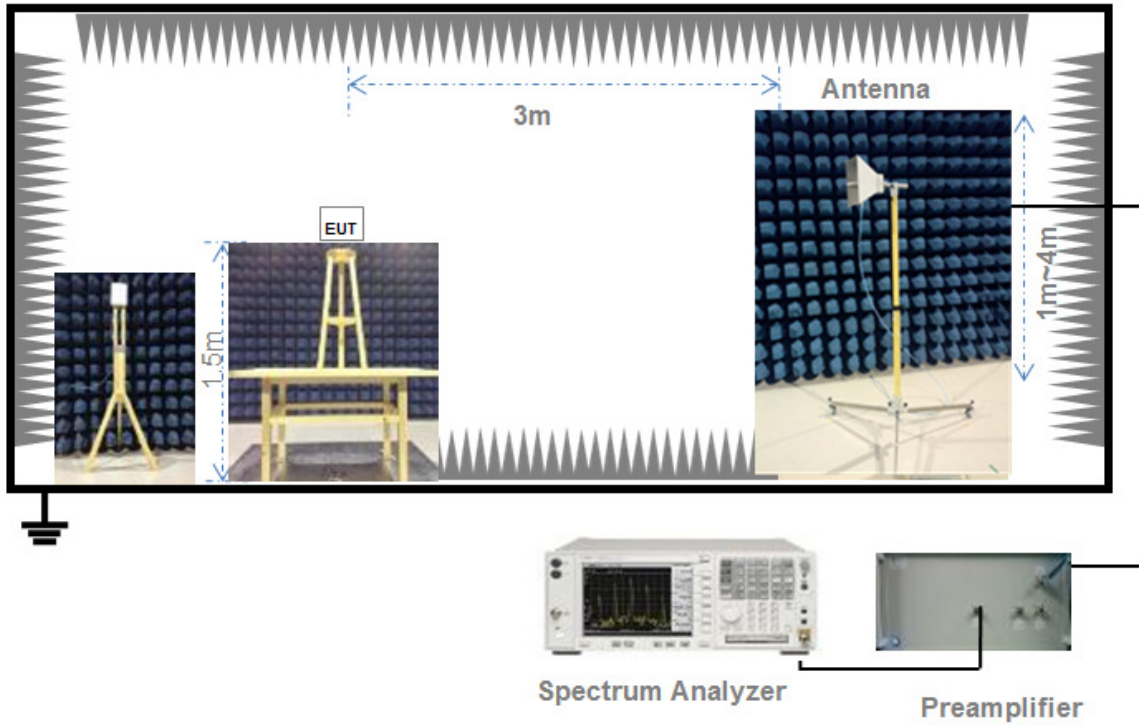 Antenna
3m
EUT
1.5m
1m~4m
Spectrum Analyzer
Preamplifier